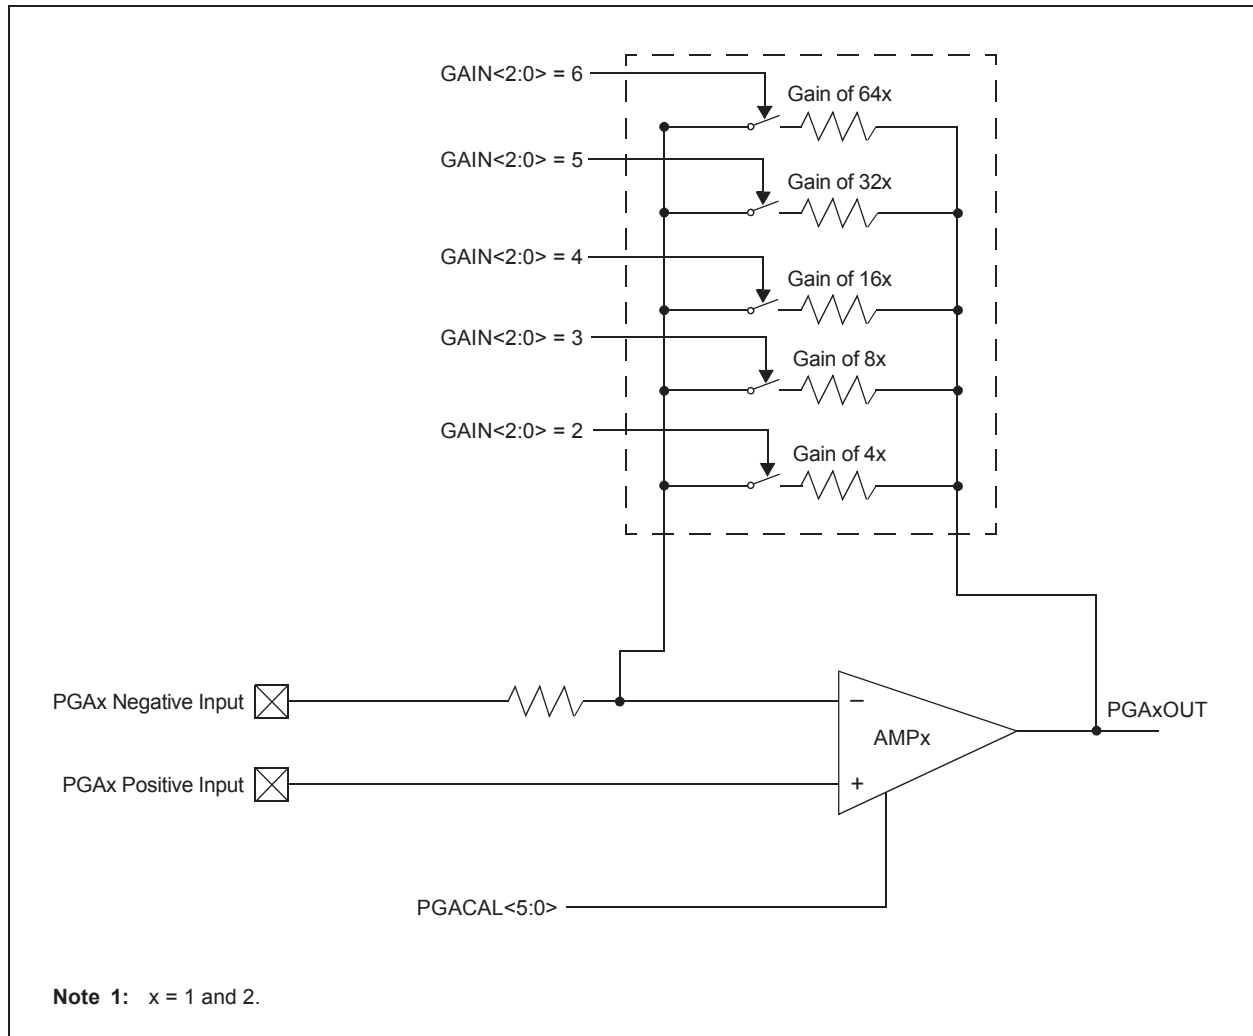 GAIN<2:0> = 6
Gain of 64x
GAIN<2:0> = 5
Gain of 32x
GAIN<2:0> = 4
Gain of 16x
GAIN<2:0> = 3
Gain of 8x
GAIN<2:0> = 2
Gain of 4x
PGAx Negative Input
–
PGAxOUT
AMPx
PGAx Positive Input
+
PGACAL<5:0>
Note 1: x = 1 and 2.